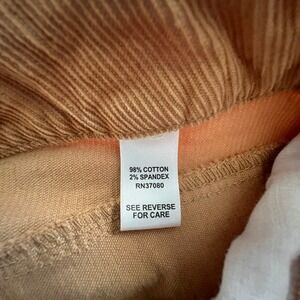 98% COTTON
2% SPANDEX
RN37080
SEE REVERSE
FOR CARE